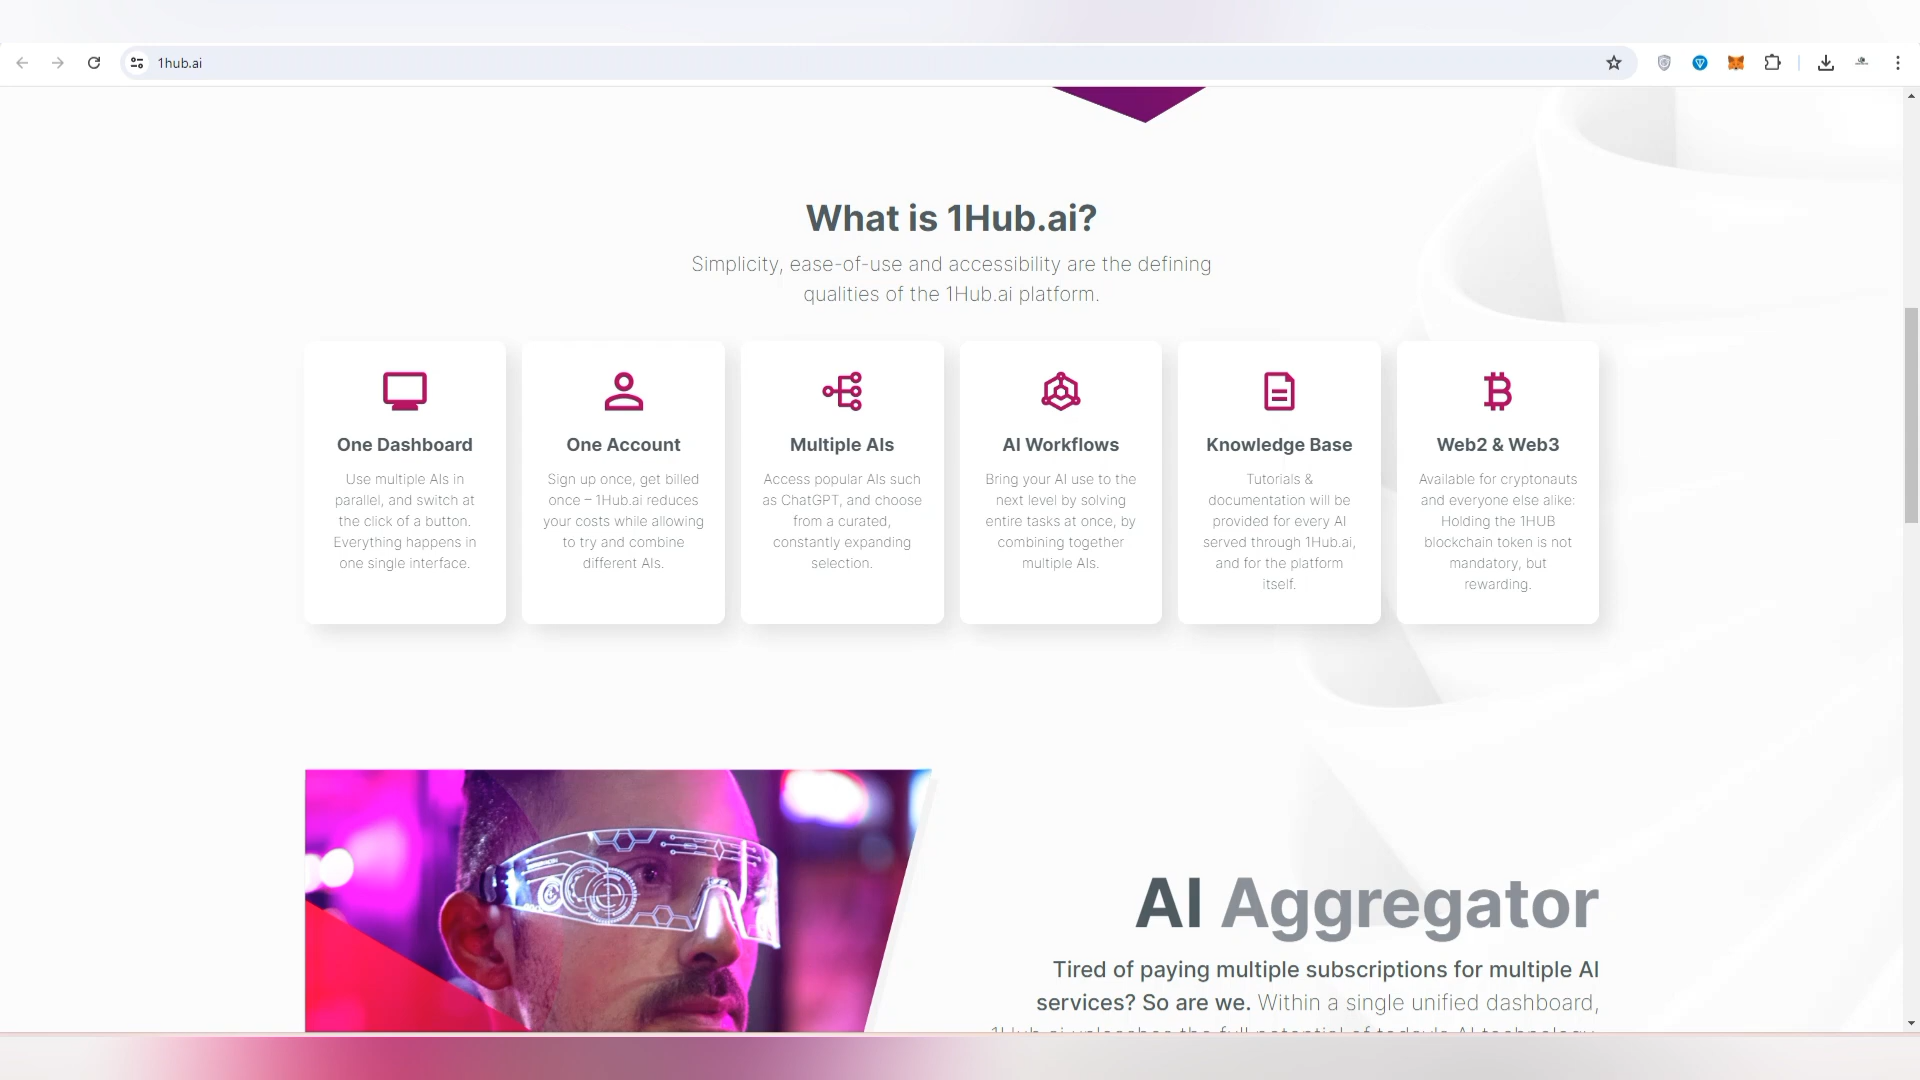 1hub.ai
What is 1Hub.ai?
Simplicity, ease-of-use and accessibility are the defining
qualities of the 1Hub.ai platform.
One Dashboard
Use multiple AIs in
parallel, and switch at
the click of a button.
Everything happens in
one single interface.
One Account
Sign up once, get billed
once – 1Hub.ai reduces
your costs while allowing
to try and combine
different AIs.
Multiple AIs
Access popular AIs such
as ChatGPT, and choose
from a curated,
constantly expanding
selection.
AI Workflows
Bring your AI use to the
next level by solving
entire tasks at once, by
combining together
multiple AIs.
Knowledge Base
Tutorials &
documentation will be
provided for every AI
served through 1Hub.ai,
and for the platform
itself.
Web2 & Web3
Available for cryptonauts
and everyone else alike:
Holding the 1HUB
blockchain token is not
mandatory, but
rewarding.
AI Aggregator
Tired of paying multiple subscriptions for multiple AI
services? So are we. Within a single unified dashboard,